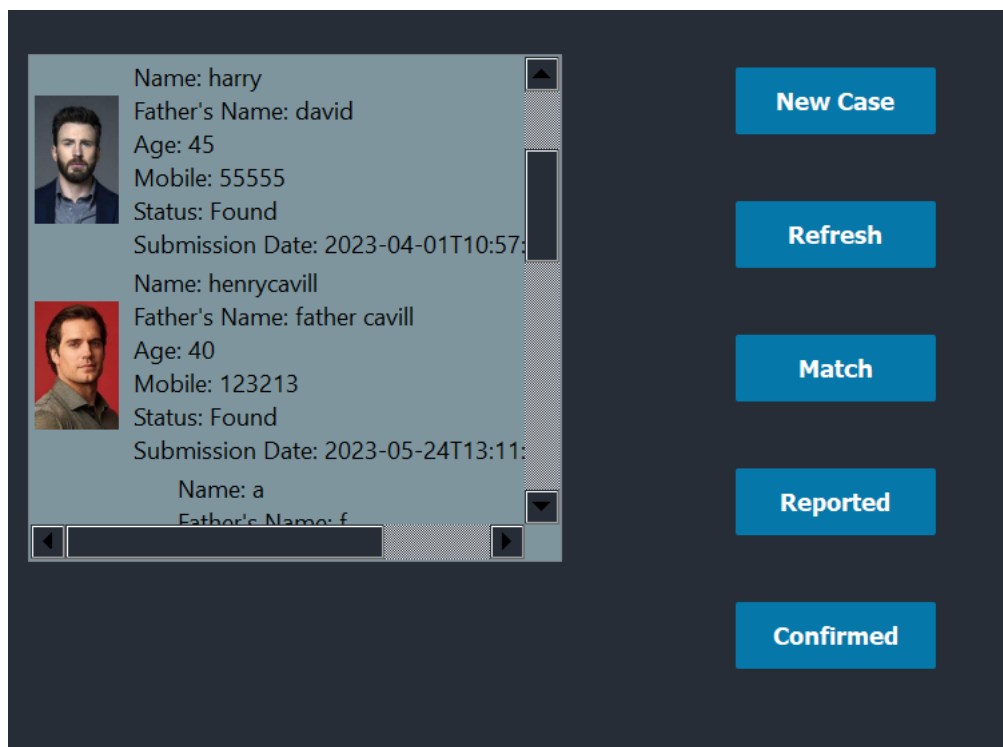 Name: harry
Father's Name: david
Age: 45
Mobile: 55555
Status: Found
Submission Date: 2023-04-01T10:57:
Name: henrycavill
Father's Name: father cavill
Age: 40
Mobile: 123213
Status: Found
Submission Date: 2023-05-24T13:11:
Name: a
Father's Name: f
New Case
Refresh
Match
Reported
Confirmed